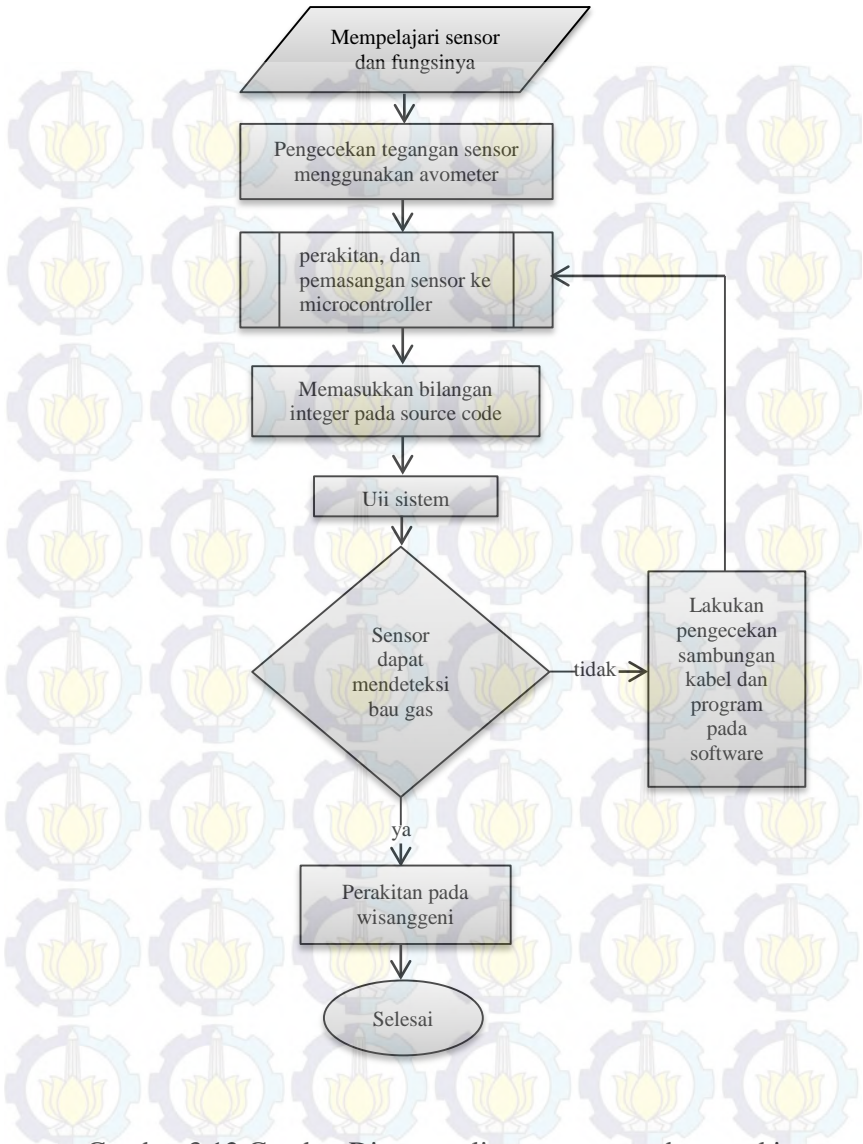 Mempelajari sensor
dan fungsinya
Pengecekan tegangan sensor
menggunakan avometer
perakitan, dan
pemasangan sensor ke
microcontroller
Memasukkan bilangan
integer pada source code
Uji sistem
Sensor
dapat
mendeteksi
bau gas
tidak
Lakukan
pengecekan
sambungan
kabel dan
program
pada
software
ya
Perakitan pada
wisanggeni
Selesai